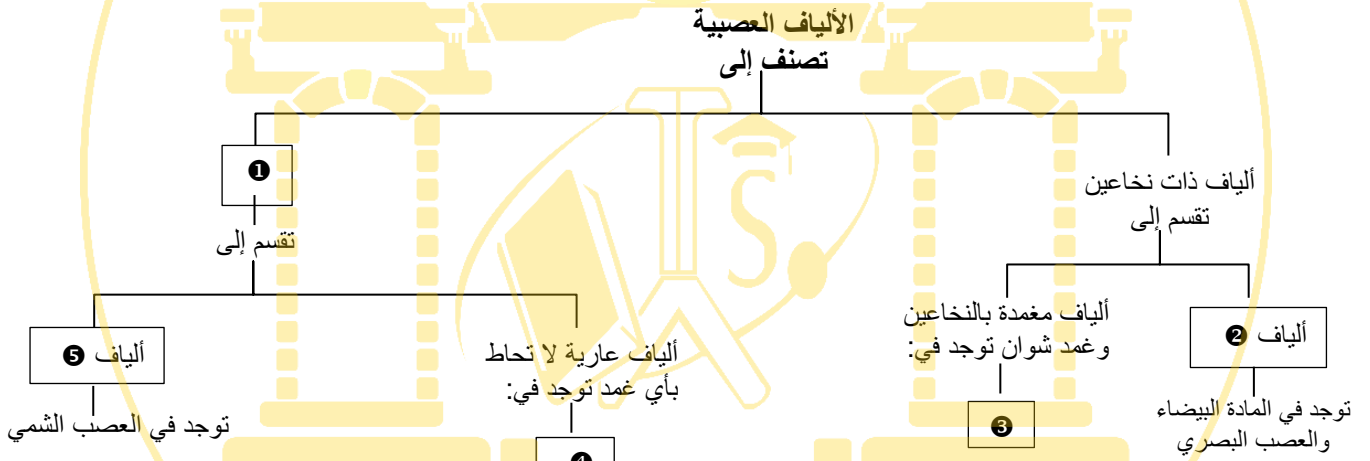 الألياف العصبية
تصنف إلى
ألياف ذات نخاعين
تقسم إلى
❶
تقسم إلى
ألياف ❷
توجد في المادة البيضاء
والعصب البصري
ألياف مغمدة بالنخاعين
وغمد شوان توجد في:
❸
ألياف عارية لا تحاط
بأي غمد توجد في:
❹
ألياف ❺
توجد في العصب الشمي